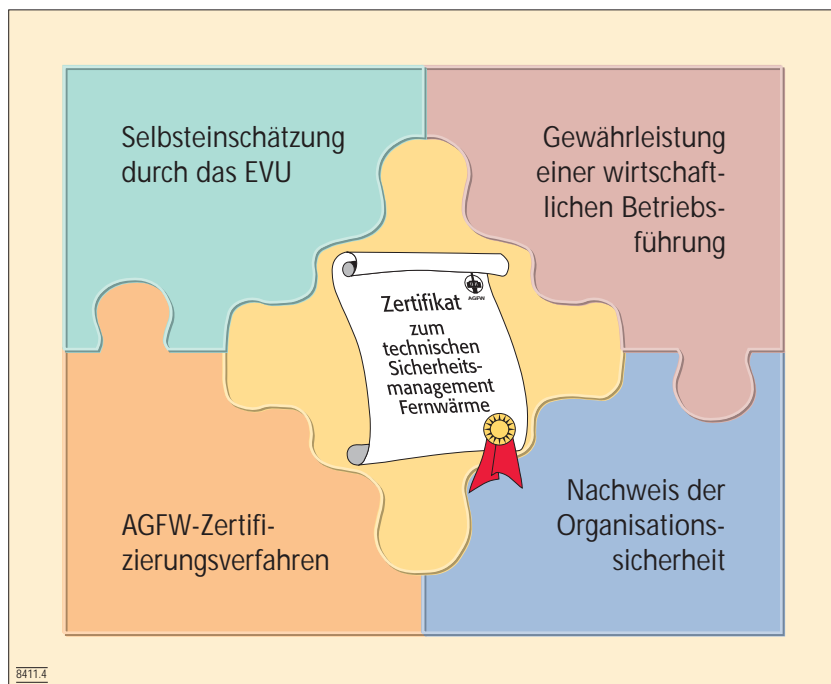 Selbsteinschätzung
durch das EVU
Gewährleistung
einer wirtschaft-
lichen Betriebs-
führung
AGFW
Zertifikat
zum
technischen
Sicherheits-
management
Fernwärme
AGFW-Zertifi-
zierungsverfahren
Nachweis der
Organisations-
sicherheit
8411.4